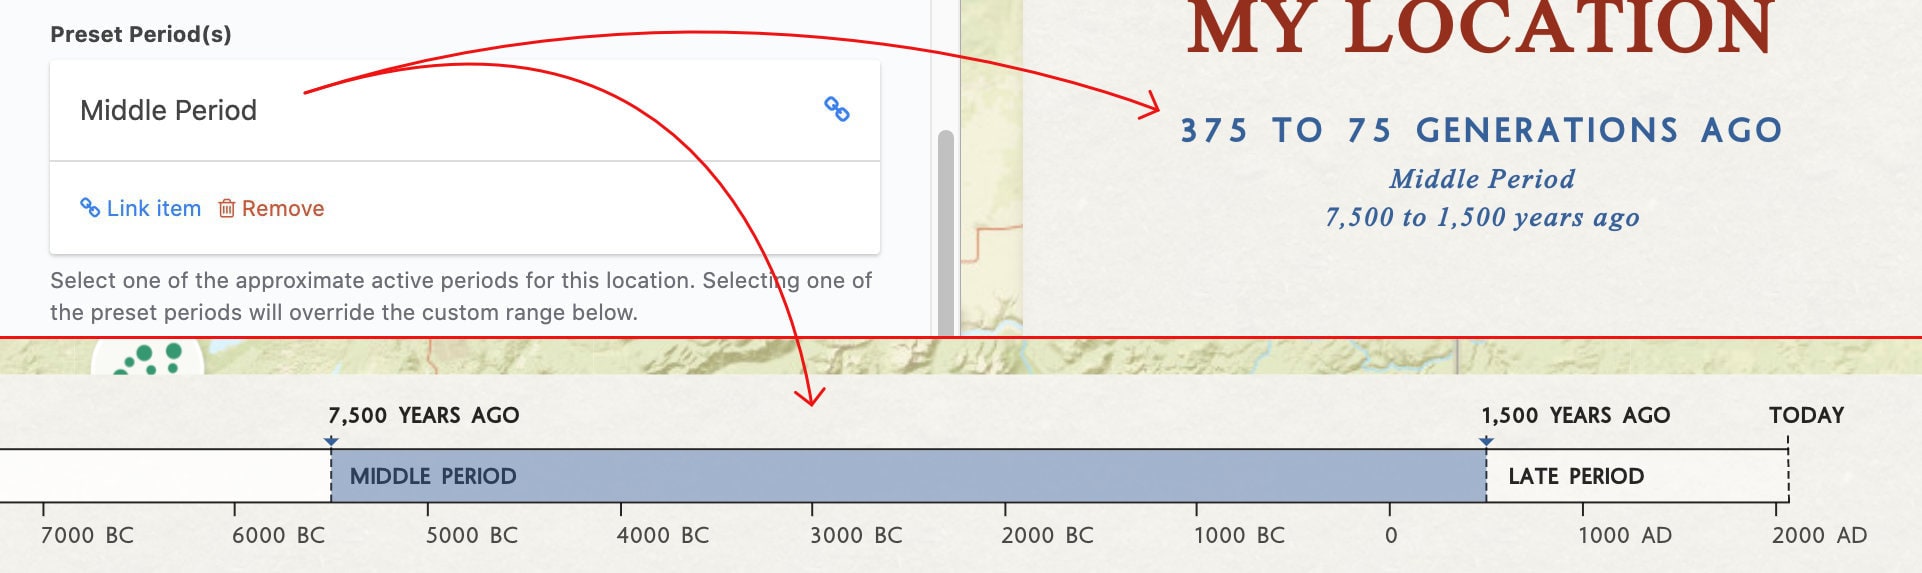 Preset Period(s)
Middle Period
Link item Remove
Select one of the approximate active periods for this location. Selecting one of
the preset periods will override the custom range below.
MY LOCATION
375 TO 75 GENERATIONS AGO
Middle Period
7,500 to 1,500 years ago
7,500 YEARS AGO 1,500 YEARS AGO TODAY
MIDDLE PERIOD LATE PERIOD
7000 BC 6000 BC 5000 BC 4000 BC 3000 BC 2000 BC 1000 BC 0 1000 AD 2000 AD